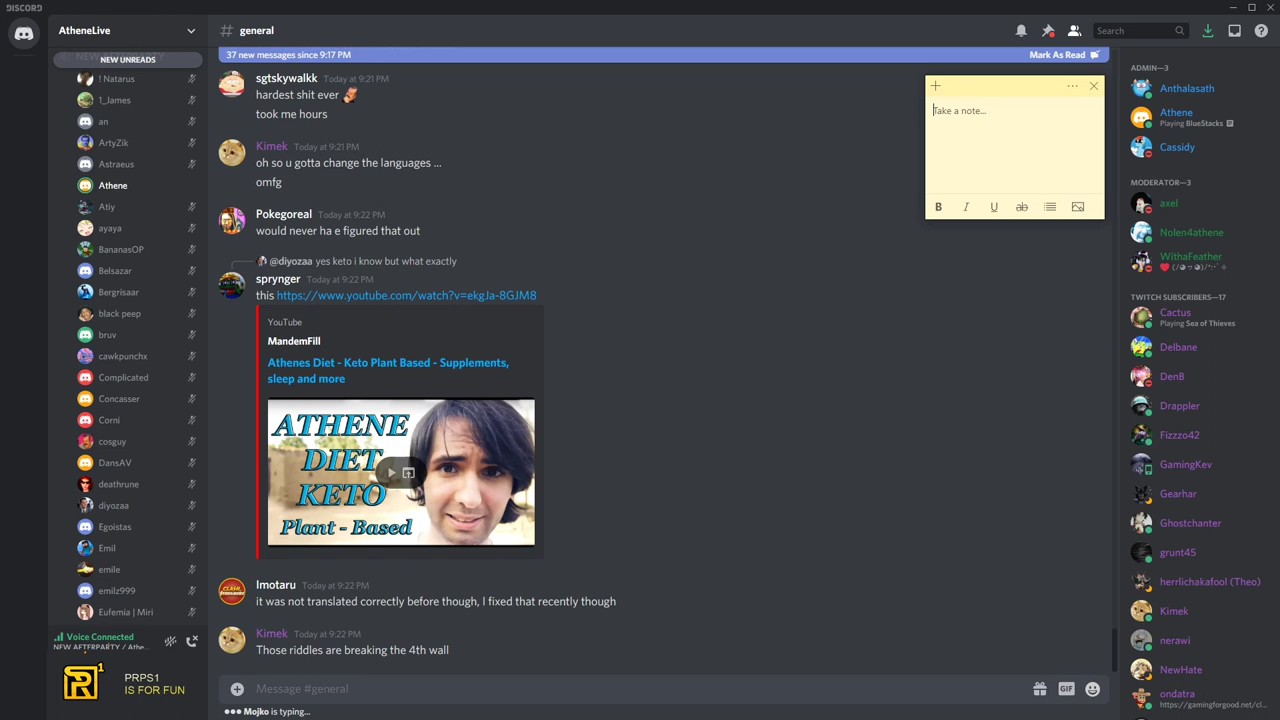 DISCORD
AtheneLive
NEW UNREADS
! Natarus
1_James
an
ArtyZik
Astraeus
Athene
Atiy
ayaya
BananasOP
Belsazar
Bergrisaar
black peep
bruv
cawkpunchx
Complicated
Concasser
Corni
cosguy
DansAV
deathrune
diyozaa
Egoistas
Emil
emile
emilz999
Eufemia | Miri
Voice Connected
NEW AFTERPARTY / Athe...
PRPS1
IS FOR FUN
# general
Search
37 new messages since 9:17 PM
Mark As Read
sgtskywalkk Today at 9:21 PM
hardest shit ever
took me hours
Kimek Today at 9:21 PM
oh so u gotta change the languages ...
omfg
Pokegoreal Today at 9:22 PM
would never ha e figured that out
@diyozaa yes keto i know but what exactly
sprynger Today at 9:22 PM
this https://www.youtube.com/watch?v=ekgJa-8GJM8
YouTube
MandemFill
Athenes Diet - Keto Plant Based - Supplements,
sleep and more
ATHENE
DIET
KETO
Plant - Based
Imotaru Today at 9:22 PM
it was not translated correctly before though, I fixed that recently though
Kimek Today at 9:22 PM
Those riddles are breaking the 4th wall
Message #general
GIF
Mojko is typing...
Take a note...
B I U ab
ADMIN—3
Anthalasath
Athene
Playing BlueStacks
Cassidy
MODERATOR—3
axel
Nolen4athene
WithaFeather
TWITCH SUBSCRIBERS—17
Cactus
Playing Sea of Thieves
Delbane
DenB
Drappler
Fizzzo42
GamingKev
Gearhar
Ghostchanter
grunt45
herrlichakafool (Theo)
Kimek
nerawi
NewHate
ondatra
https://gamingforgood.net/cl...